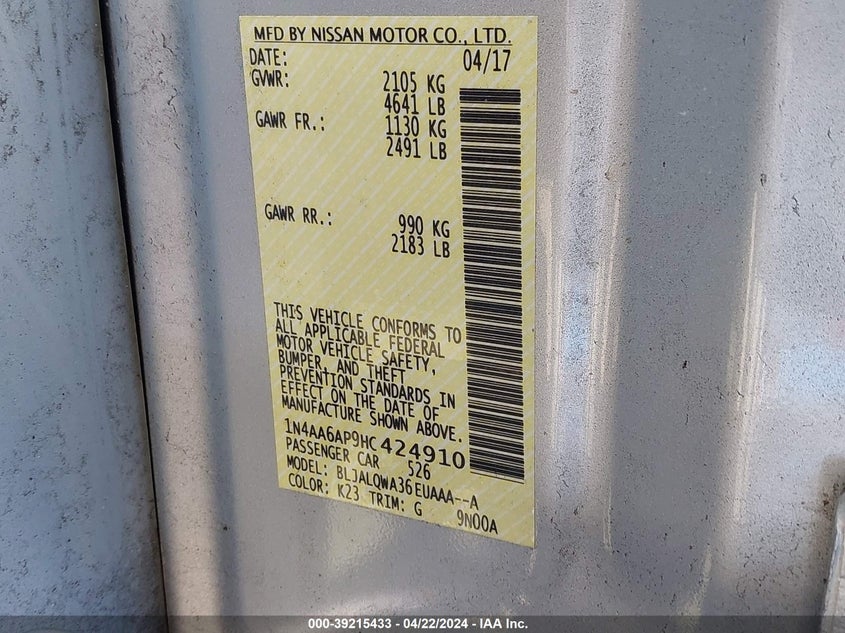 MFD BY NISSAN MOTOR CO., LTD.
DATE: 04/17
GVWR: 2105 KG
4641 LB
GAWR FR.: 1130 KG
2491 LB
GAWR RR.: 990 KG
2183 LB
THIS VEHICLE CONFORMS TO
ALL APPLICABLE FEDERAL
MOTOR VEHICLE SAFETY,
BUMPER, AND THEFT
PREVENTION STANDARDS IN
EFFECT ON THE DATE OF
MANUFACTURE SHOWN ABOVE.
1N4AA6AP9HC424910
PASSENGER CAR 526
MODEL: BLJALQWA36EUAAA--A
COLOR: K23 TRIM: G 9N00A
000-39215433 - 04/22/2024 - IAA Inc.